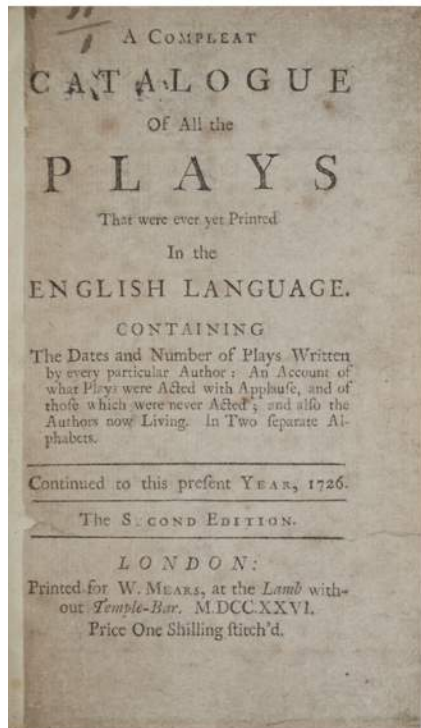 A COMPLEAT
CATALOGUE
Of All the
PLAYS
That were ever yet Printed
In the
ENGLISH LANGUAGE.
CONTAINING
The Dates and Number of Plays Written
by every particular Author: An Account of
what Plays were Acted with Applauſe, and of
thoſe which were never Acted; and alſo the
Authors now Living. In Two ſeparate Al-
phabets.
Continued to this preſent YEAR, 1726.
The SECOND EDITION.
LONDON:
Printed for W. MEARS, at the Lamb with-
out Temple-Bar. M.DCC.XXVI.
Price One Shilling ſtitch'd.